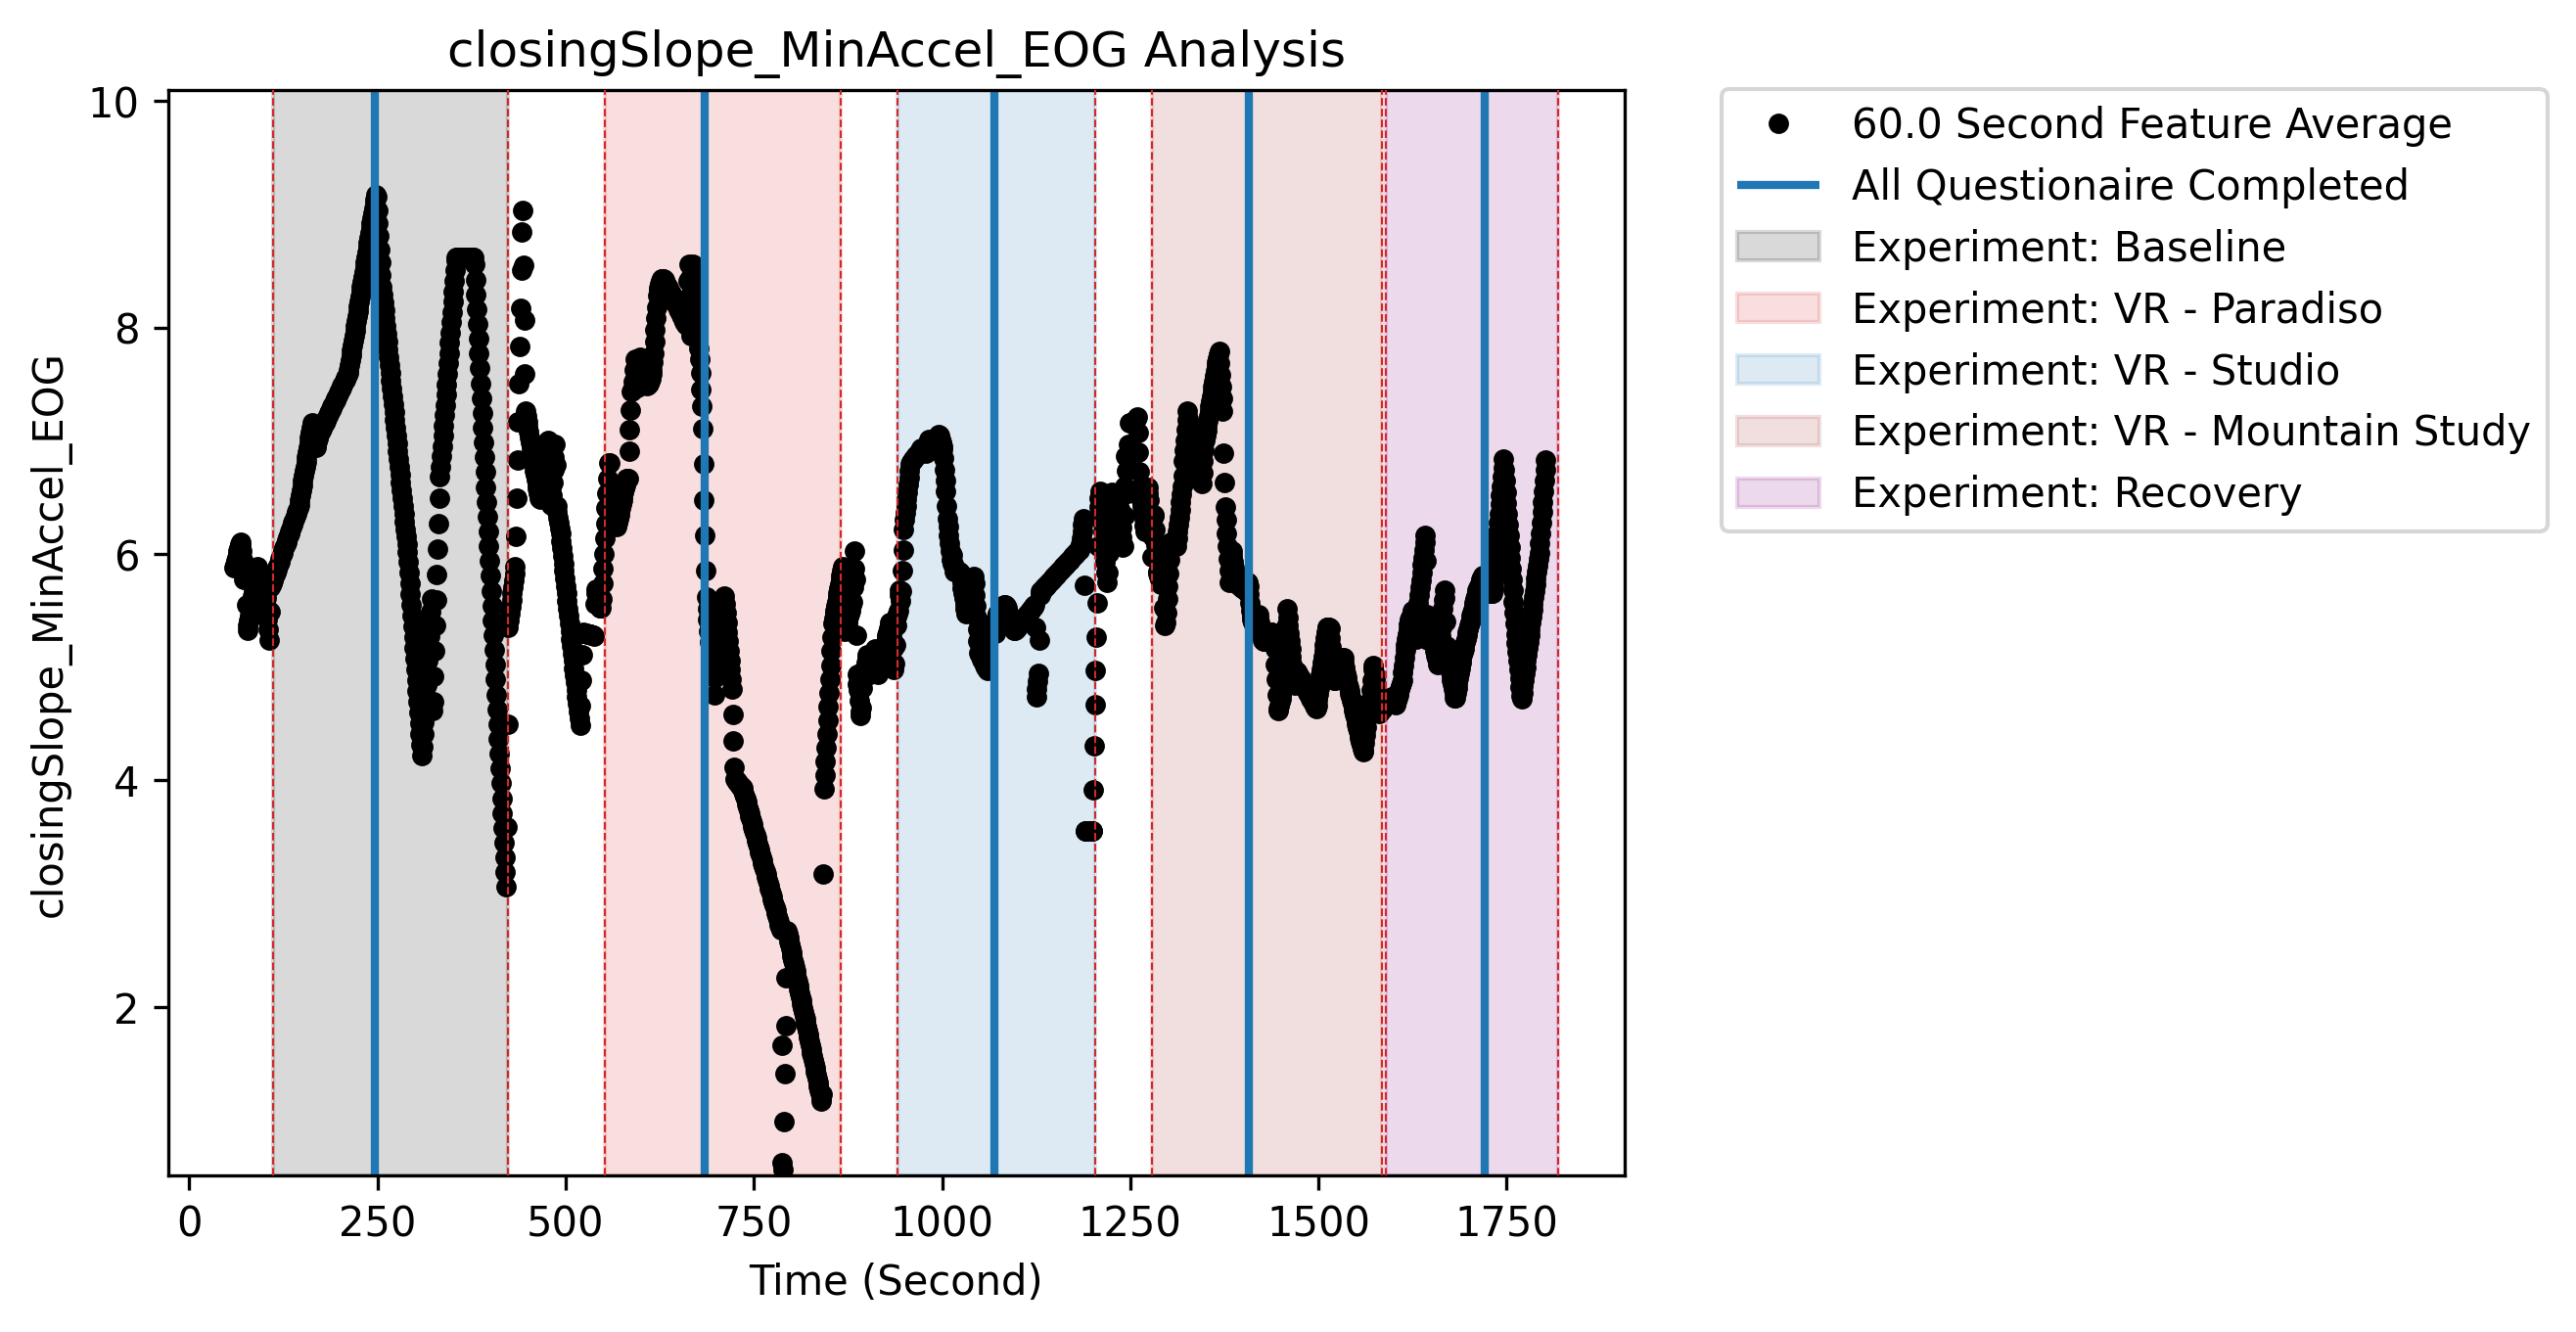 closingSlope_MinAccel_EOG Analysis
closingSlope_MinAccel_EOG
10
8
6
4
2
0
250
500
750
1000
1250
1500
1750
Time (Second)
60.0 Second Feature Average
All Questionaire Completed
Experiment: Baseline
Experiment: VR - Paradiso
Experiment: VR - Studio
Experiment: VR - Mountain Study
Experiment: Recovery